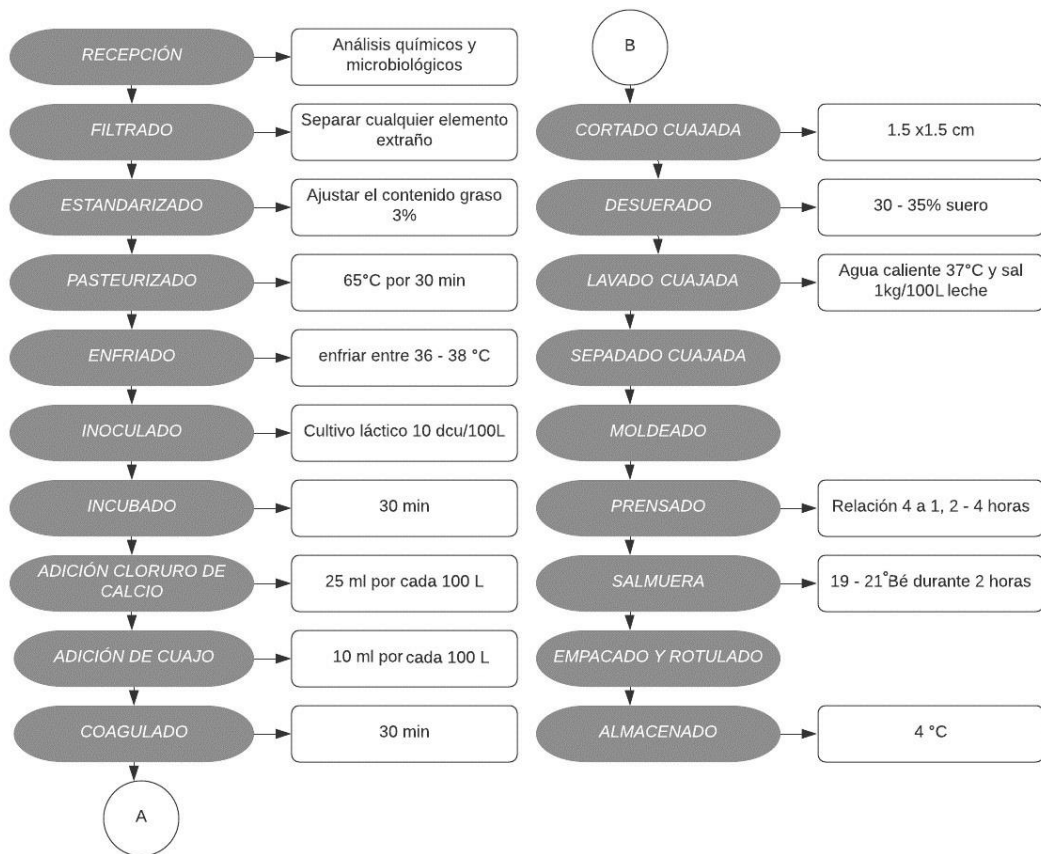 RECEPCIÓN
Análisis químicos y
microbiológicos
FILTRADO
Separar cualquier elemento
extraño
ESTANDARIZADO
Ajustar el contenido graso
3%
PASTEURIZADO
65°C por 30 min
ENFRIADO
enfriar entre 36 - 38 °C
INOCULADO
Cultivo láctico 10 dcu/100L
INCUBADO
30 min
ADICIÓN CLORURO DE
CALCIO
25 ml por cada 100 L
ADICIÓN DE CUAJO
10 ml por cada 100 L
COAGULADO
30 min
A
B
CORTADO CUAJADA
1.5 x1.5 cm
DESUERADO
30 - 35% suero
LAVADO CUAJADA
Agua caliente 37°C y sal
1kg/100L leche
SEPADADO CUAJADA
MOLDEADO
PRENSADO
Relación 4 a 1, 2 - 4 horas
SALMUERA
19 - 21°Bé durante 2 horas
EMPACADO Y ROTULADO
ALMACENADO
4 °C